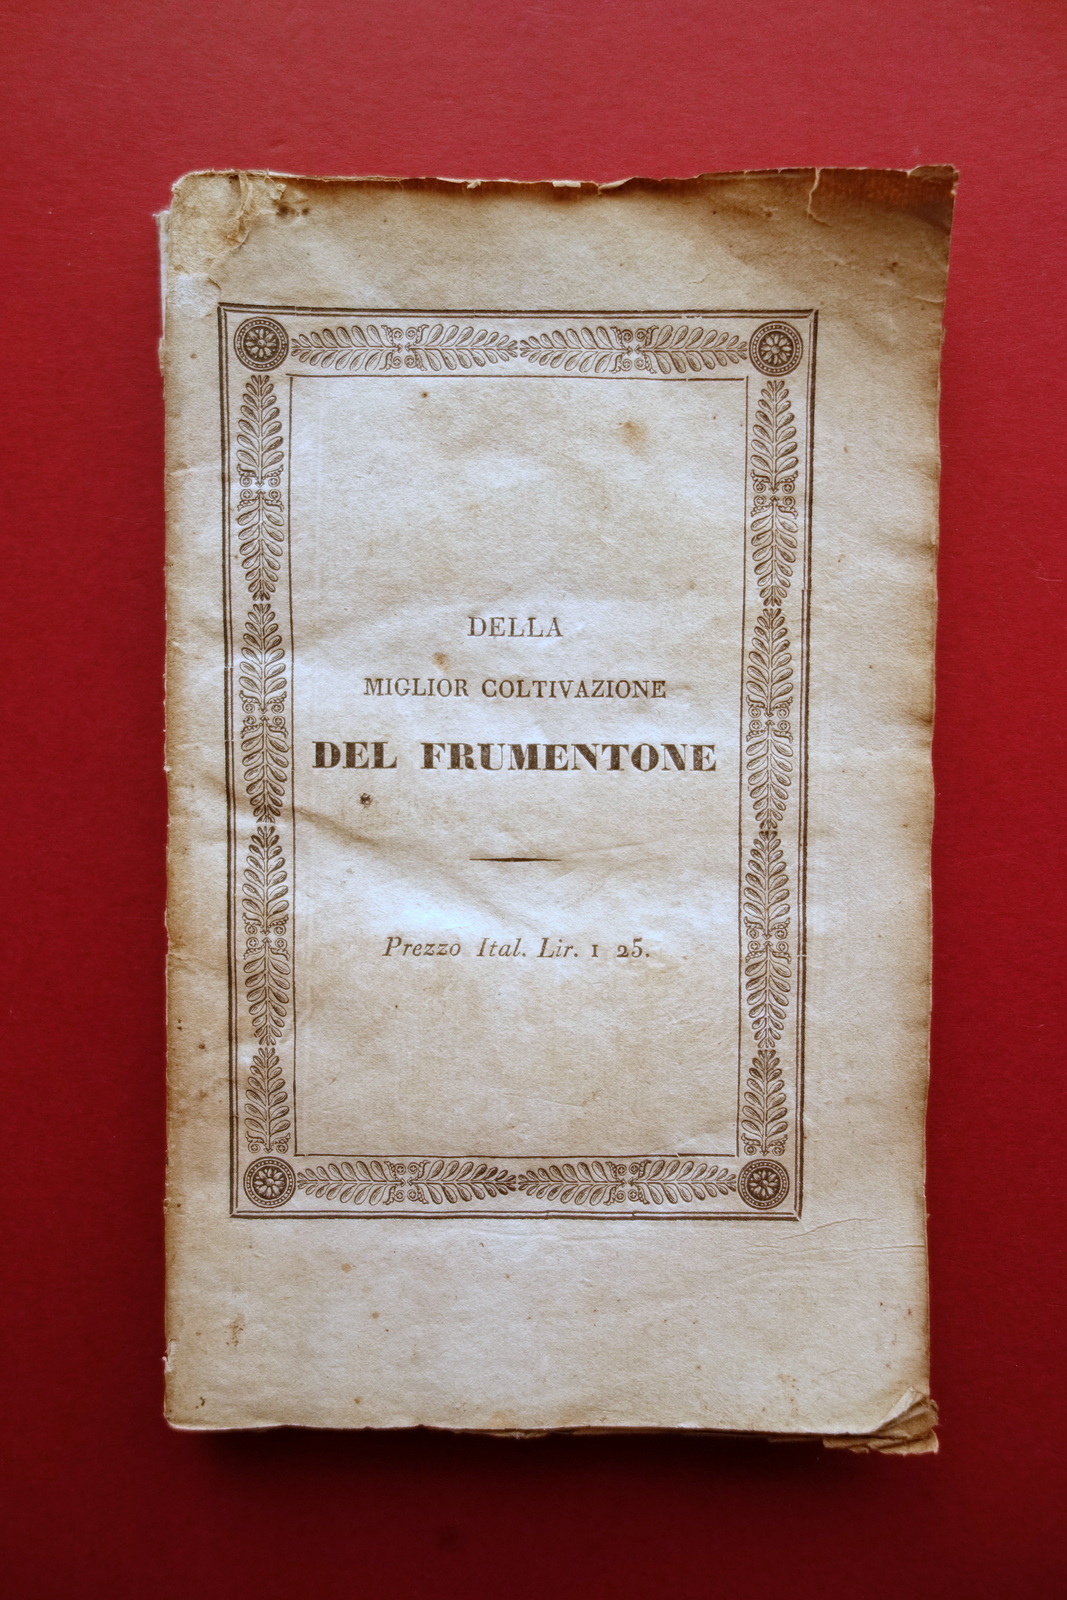 DELLA
MIGLIOR COLTIVAZIONE
DEL FRUMENTONE
Prezzo Ital. Lir. 1 25.